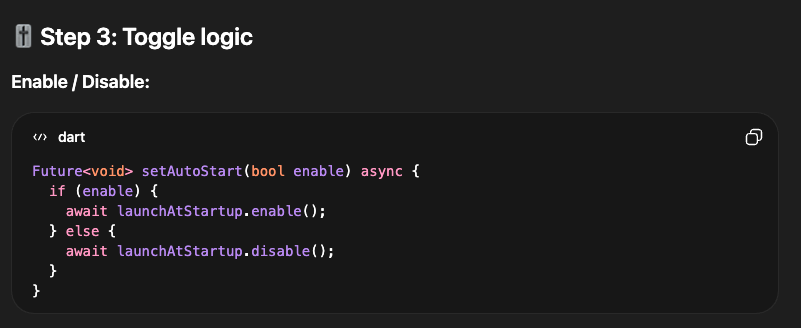 Step 3: Toggle logic
Enable / Disable:
</> dart
Future<void> setAutoStart(bool enable) async {
  if (enable) {
    await launchAtStartup.enable();
  } else {
    await launchAtStartup.disable();
  }
}